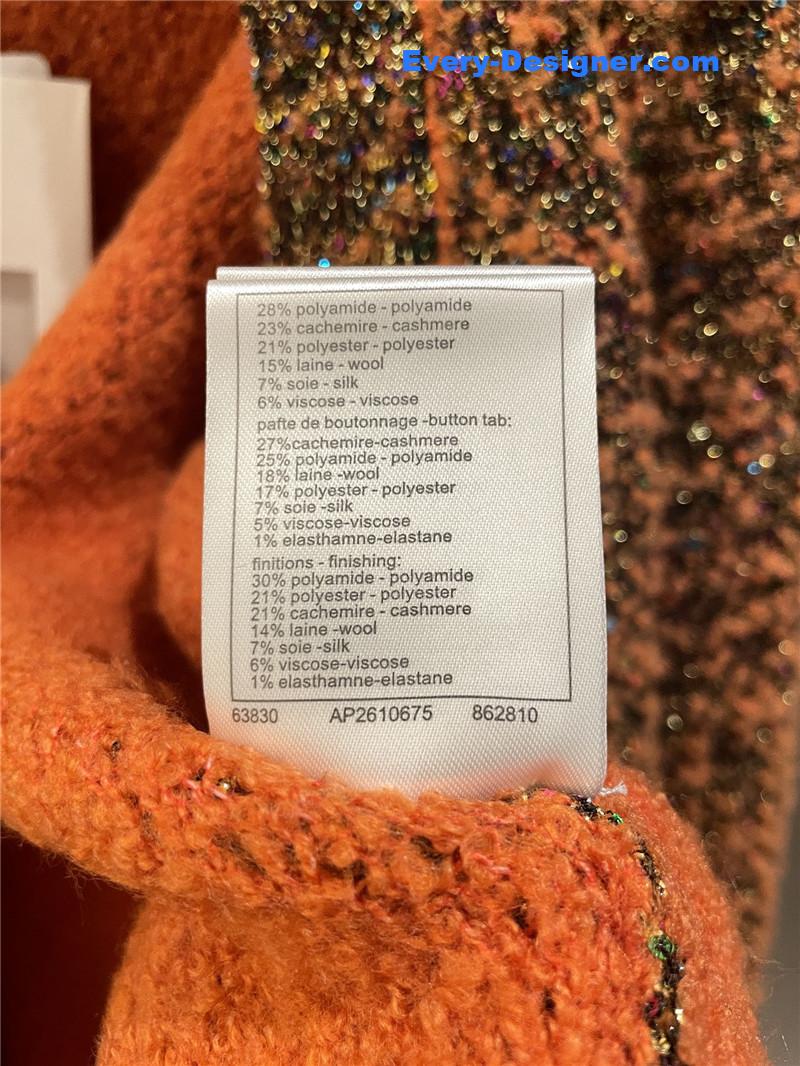 Every-Designer.com
28% polyamide - polyamide
23% cachemire - cashmere
21% polyester - polyester
15% laine - wool
7% soie - silk
6% viscose - viscose
pafte de boutonnage -button tab:
27%cachemire-cashmere
25% polyamide - polyamide
18% laine -wool
17% polyester - polyester
7% soie -silk
5% viscose-viscose
1% elasthamne-elastane
finitions - finishing:
30% polyamide - polyamide
21% polyester - polyester
21% cachemire - cashmere
14% laine -wool
7% soie -silk
6% viscose-viscose
1% elasthamne-elastane
63830 AP2610675 862810